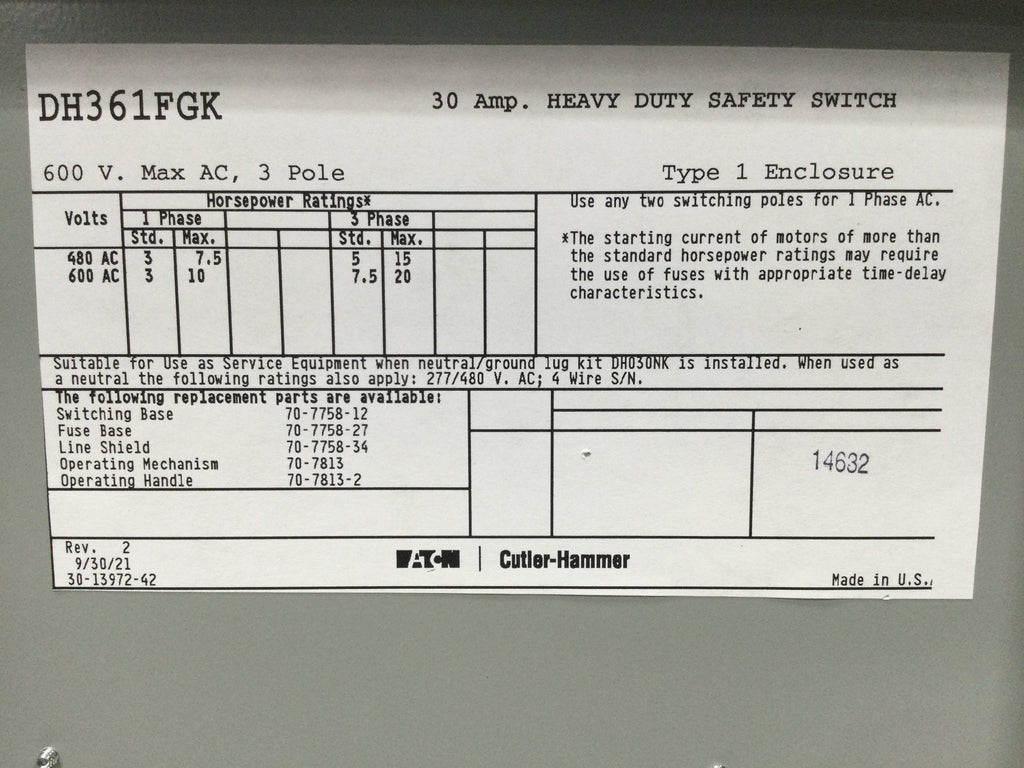 DH361FGK
30 Amp. HEAVY DUTY SAFETY SWITCH
600 V. Max AC, 3 Pole
Type 1 Enclosure
Volts
Horsepower Ratings*
1 Phase
3 Phase
Std. Max. Std. Max.
480 AC 3 7.5 5 15
600 AC 3 10 7.5 20
Use any two switching poles for 1 Phase AC.
*The starting current of motors of more than
the standard horsepower ratings may require
the use of fuses with appropriate time-delay
characteristics.
Suitable for Use as Service Equipment when neutral/ground lug kit DH030NK is installed. When used as
a neutral the following ratings also apply: 277/480 V. AC; 4 Wire S/N.
The following replacement parts are available:
Switching Base 70-7758-12
Fuse Base 70-7758-27
Line Shield 70-7758-34
Operating Mechanism 70-7813
Operating Handle 70-7813-2
14632
Rev. 2
9/30/21
30-13972-42
EATON | Cutler-Hammer
Made in U.S.